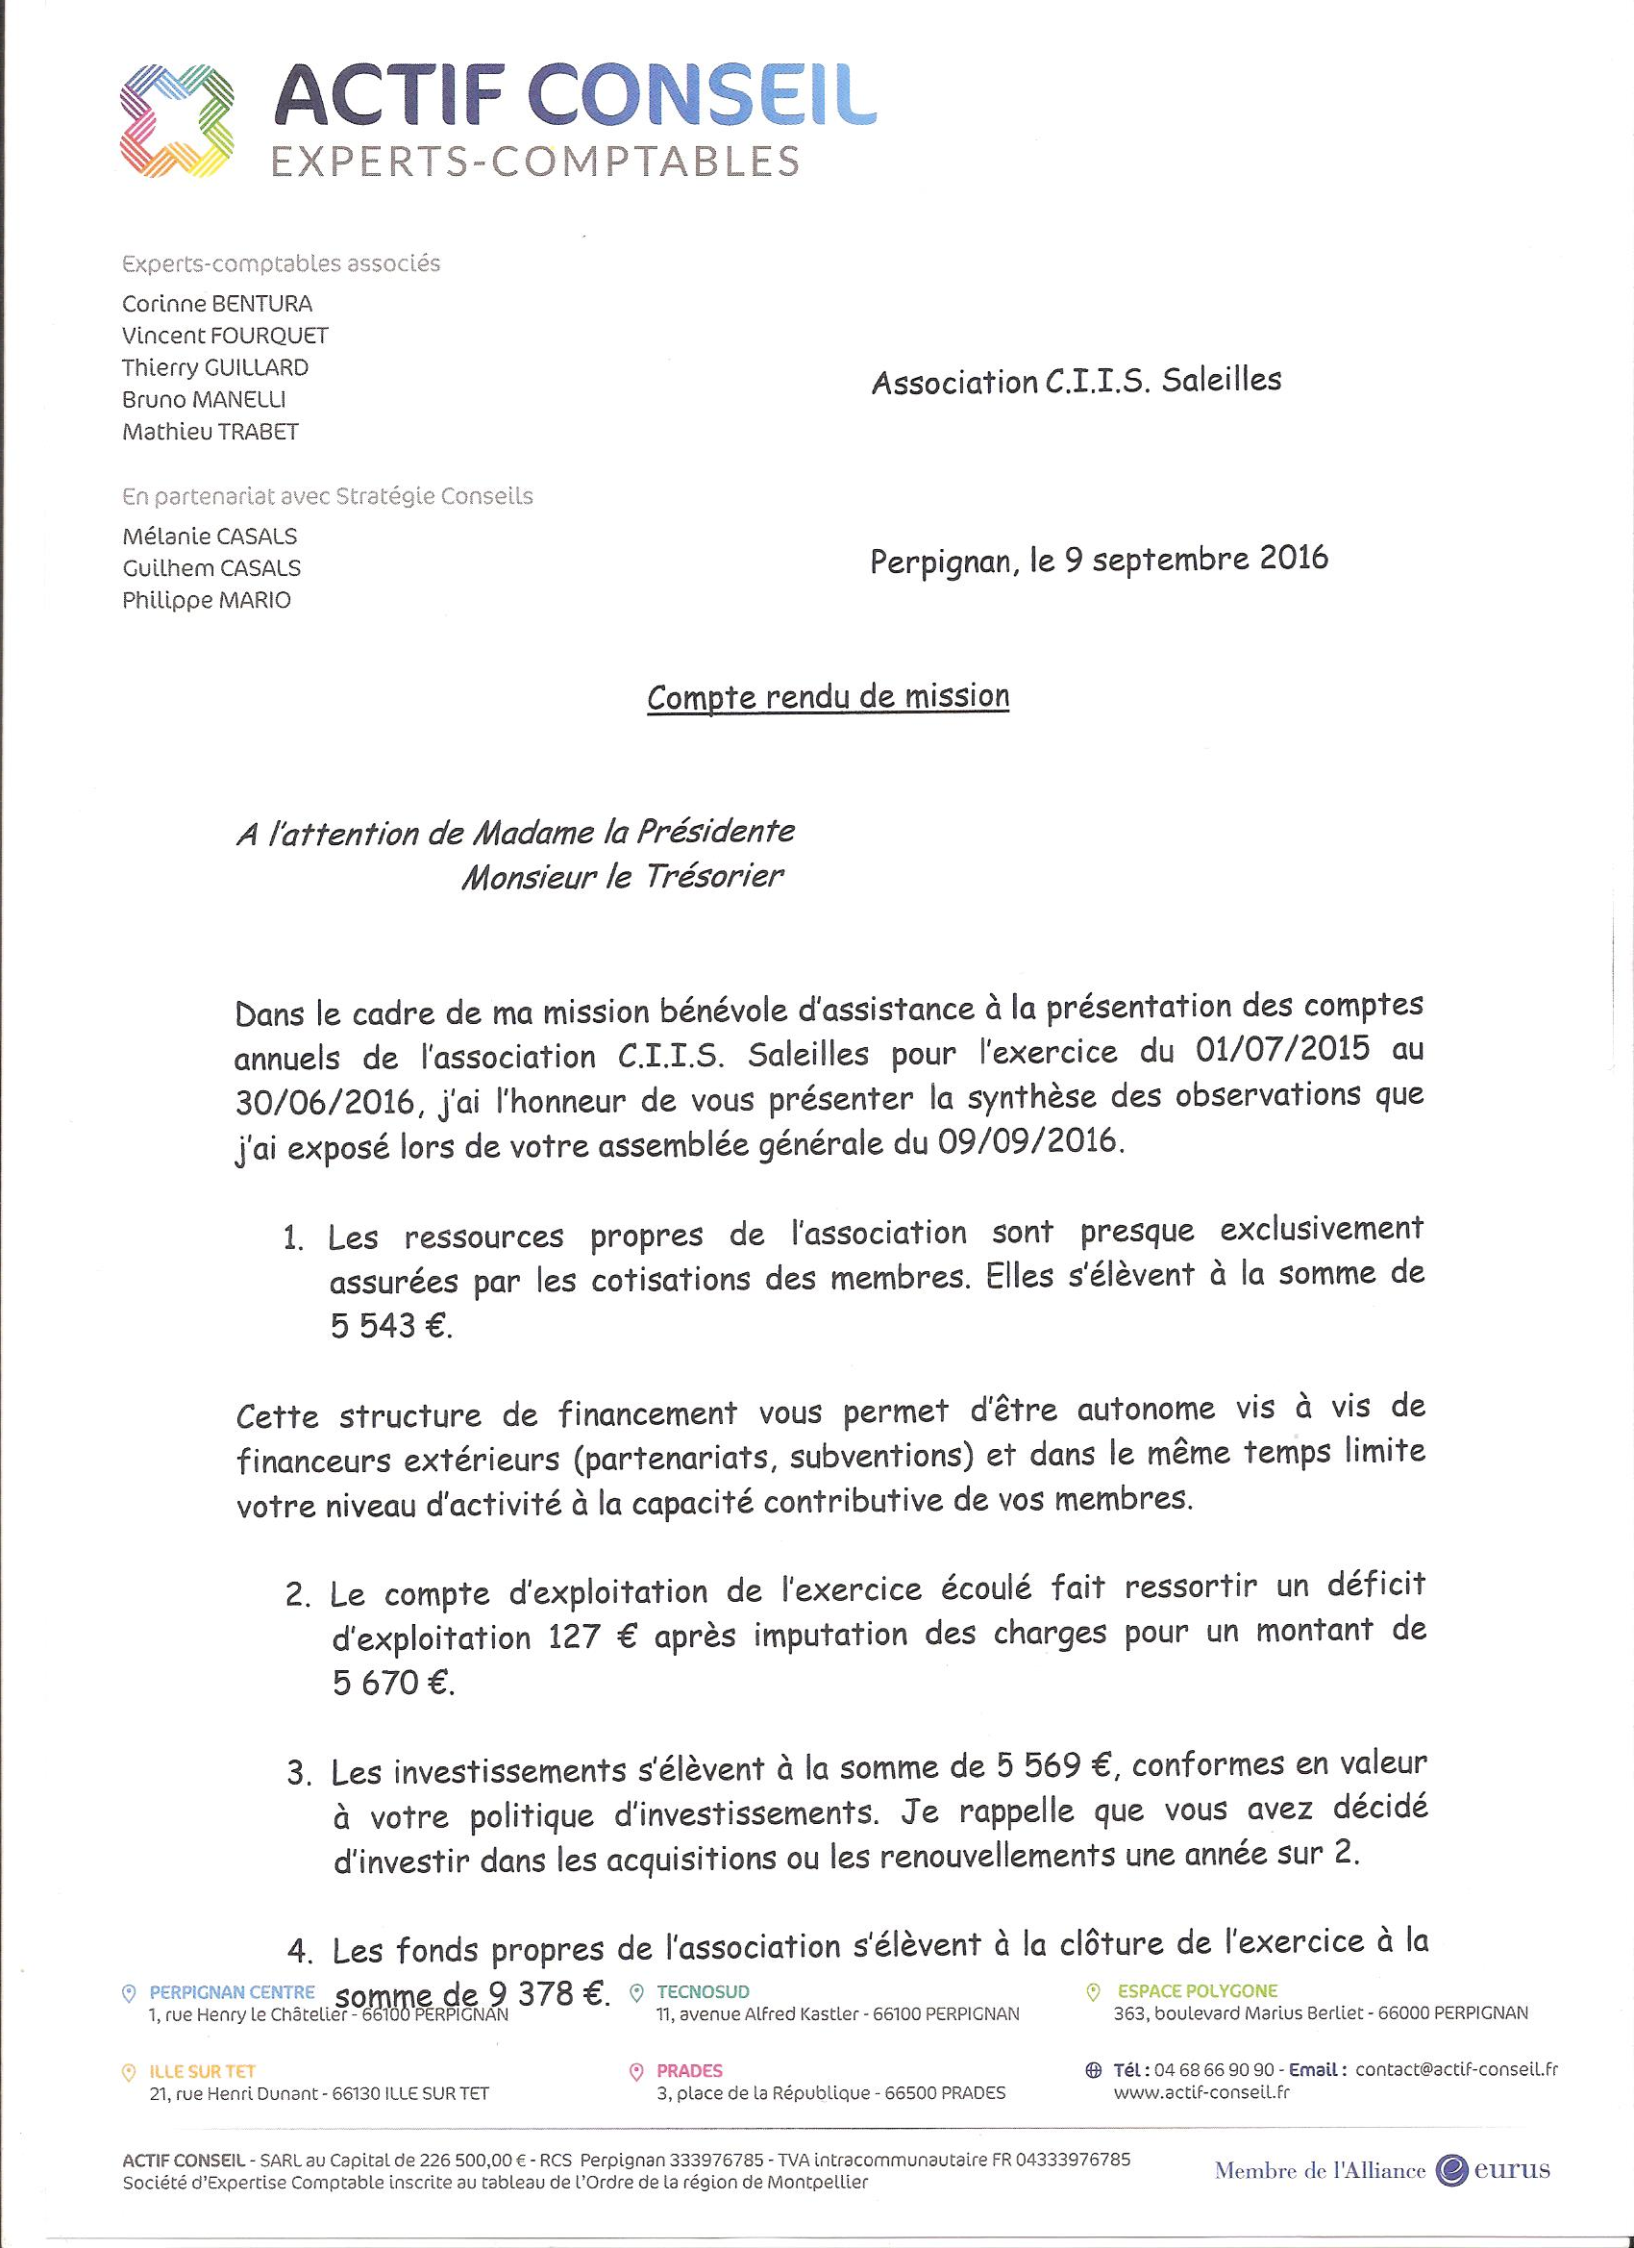 ACTIF CONSEIL
EXPERTS-COMPTABLES
Experts-comptables associés
Corinne BENTURA
Vincent FOURQUET
Thierry GUILLARD
Bruno MANELLI
Mathieu TRABET
En partenariat avec Stratégie Conseils
Mélanie CASALS
Guilhem CASALS
Philippe MARIO
Association C.I.I.S. Saleilles
Perpignan, le 9 septembre 2016
Compte rendu de mission
A l'attention de Madame la Présidente
Monsieur le Trésorier
Dans le cadre de ma mission bénévole d'assistance à la présentation des comptes
annuels de l'association C.I.I.S. Saleilles pour l'exercice du 01/07/2015 au
30/06/2016, j'ai l'honneur de vous présenter la synthèse des observations que
j'ai exposé lors de votre assemblée générale du 09/09/2016.
1. Les ressources propres de l'association sont presque exclusivement
assurées par les cotisations des membres. Elles s'élèvent à la somme de
5 543 €.
Cette structure de financement vous permet d'être autonome vis à vis de
financeurs extérieurs (partenariats, subventions) et dans le même temps limite
votre niveau d'activité à la capacité contributive de vos membres.
2. Le compte d'exploitation de l'exercice écoulé fait ressortir un déficit
d'exploitation 127 € après imputation des charges pour un montant de
5 670 €.
3. Les investissements s'élèvent à la somme de 5 569 €, conformes en valeur
à votre politique d'investissements. Je rappelle que vous avez décidé
d'investir dans les acquisitions ou les renouvellements une année sur 2.
4. Les fonds propres de l'association s'élèvent à la clôture de l'exercice à la
somme de 9 378 €.
PERPIGNAN CENTRE
1, rue Henry le Châtelier - 66100 PERPIGNAN
TECNOSUD
11, avenue Alfred Kastler - 66100 PERPIGNAN
ESPACE POLYGONE
363, boulevard Marius Berliet - 66000 PERPIGNAN
ILLE SUR TET
21, rue Henri Dunant - 66130 ILLE SUR TET
PRADES
3, place de la République - 66500 PRADES
Tél : 04 68 66 90 90 - Email : contact@actif-conseil.fr
www.actif-conseil.fr
ACTIF CONSEIL - SARL au Capital de 226 500,00 € - RCS Perpignan 333976785 - TVA intracommunautaire FR 04333976785
Société d'Expertise Comptable inscrite au tableau de l'Ordre de la région de Montpellier
Membre de l'Alliance eurus